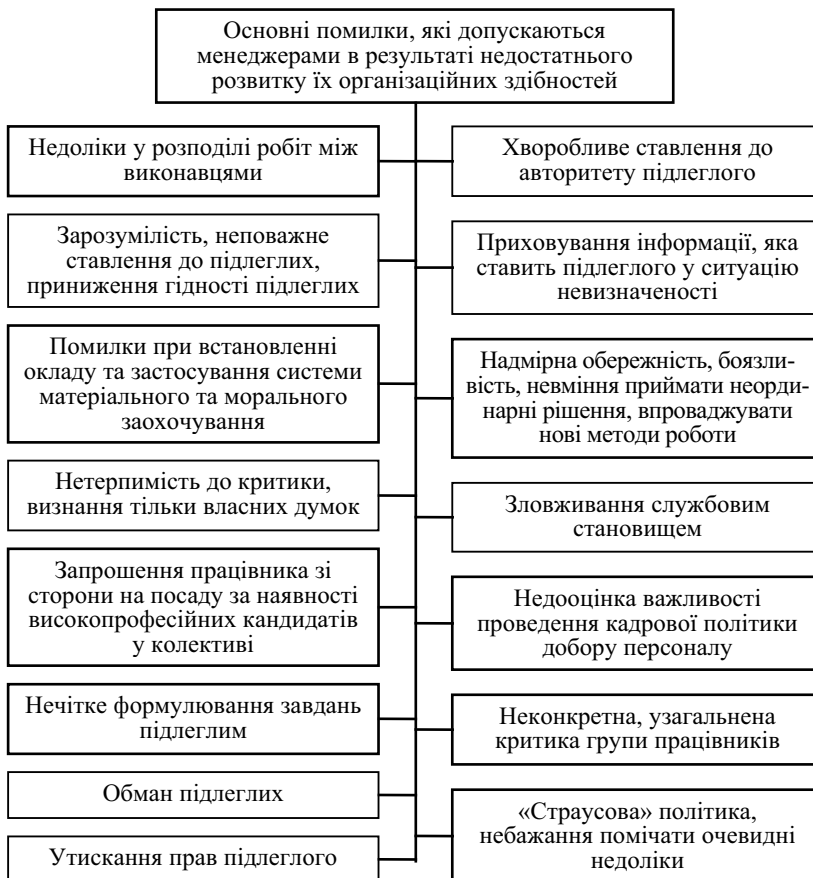 Основні помилки, які допускаються
менеджерами в результаті недостатнього
розвитку їх організаційних здібностей
Недоліки у розподілі робіт між
виконавцями
Зарозумілість, неповажне
ставлення до підлеглих,
приниження гідності підлеглих
Помилки при встановленні
окладу та застосування системи
матеріального та морального
заохочування
Нетерпимість до критики,
визнання тільки власних думок
Запрошення працівника зі
сторони на посаду за наявності
високопрофесійних кандидатів
у колективі
Нечітке формулювання завдань
підлеглим
Обман підлеглих
Утискання прав підлеглого
Хворобливе ставлення до
авторитету підлеглого
Приховування інформації, яка
ставить підлеглого у ситуацію
невизначеності
Надмірна обережність, боязли-
вість, невміння приймати неорди-
нарні рішення, впроваджувати
нові методи роботи
Зловживання службовим
становищем
Недооцінка важливості
проведення кадрової політики
добору персоналу
Неконкретна, узагальнена
критика групи працівників
«Страусова» політика,
небажання помічати очевидні
недоліки